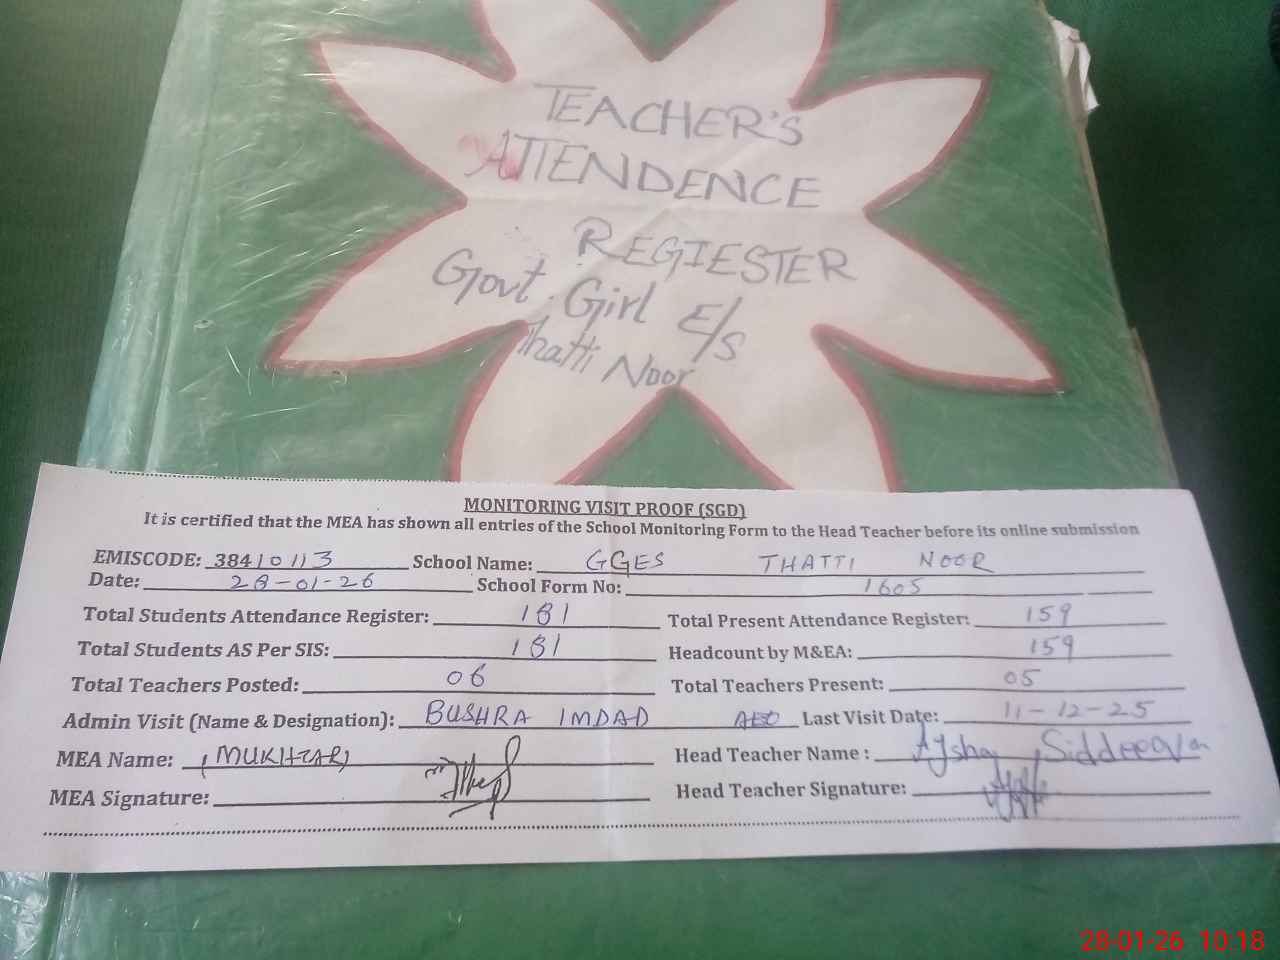 TEACHER'S
ATTENDENCE
REGIESTER
Govt. Girl E/S
Thatti Noor
MONITORING VISIT PROOF (SGD)
It is certified that the MEA has shown all entries of the School Monitoring Form to the Head Teacher before its online submission
EMISCODE: 38410113 School Name: GGES THATTI NOOR
Date: 28-01-26 School Form No: 1605
Total Students Attendance Register: 181 Total Present Attendance Register: 159
Total Students AS Per SIS: 181 Headcount by M&EA: 159
Total Teachers Posted: 06 Total Teachers Present: 05
Admin Visit (Name & Designation): BUSHRA IMDAD AEO Last Visit Date: 11-12-25
MEA Name: MUKHTAR Head Teacher Name: Aysha
MEA Signature: Head Teacher Signature:
28-01-26 10:18